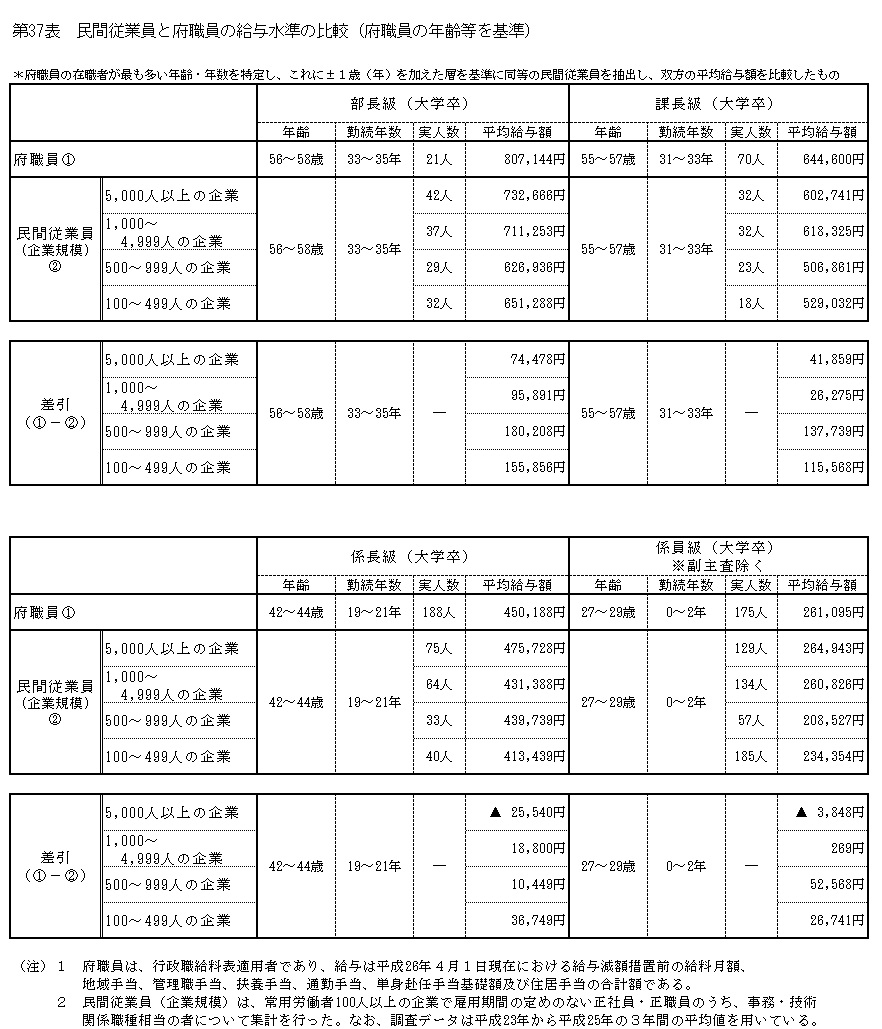 第37表　民間従業員と府職員の給与水準の比較（府職員の年齢等を基準）
＊府職員の在職者が最も多い年齢・年数を特定し、これに±１歳（年）を加えた層を基準に同等の民間従業員を抽出し、双方の平均給与額を比較したもの
部長級（大学卒） 課長級（大学卒）
年齢 勤続年数 実人数 平均給与額 年齢 勤続年数 実人数 平均給与額
府職員① 56～58歳 33～35年 21人 807,144円 55～57歳 31～33年 70人 644,600円
民間従業員
（企業規模）
②
56～58歳 33～35年 55～57歳 31～33年
5,000人以上の企業 42人 732,666円 32人 602,741円
1,000～
4,999人の企業 37人 711,253円 32人 618,325円
500～999人の企業 29人 626,936円 23人 506,861円
100～499人の企業 32人 651,288円 18人 529,032円
差引
（①－②）
56～58歳 33～35年 ― 55～57歳 31～33年 ―
5,000人以上の企業 74,478円 41,859円
1,000～
4,999人の企業 95,891円 26,275円
500～999人の企業 180,208円 137,739円
100～499人の企業 155,856円 115,568円
係長級（大学卒） 係員級（大学卒）
※副主査除く
年齢 勤続年数 実人数 平均給与額 年齢 勤続年数 実人数 平均給与額
府職員① 42～44歳 19～21年 188人 450,188円 27～29歳 0～2年 175人 261,095円
民間従業員
（企業規模）
②
42～44歳 19～21年 27～29歳 0～2年
5,000人以上の企業 75人 475,728円 129人 264,943円
1,000～
4,999人の企業 64人 431,388円 134人 260,826円
500～999人の企業 33人 439,739円 57人 208,527円
100～499人の企業 40人 413,439円 185人 234,354円
差引
（①－②）
42～44歳 19～21年 ― 27～29歳 0～2年 ―
5,000人以上の企業 ▲ 25,540円 ▲ 3,848円
1,000～
4,999人の企業 18,800円 269円
500～999人の企業 10,449円 52,568円
100～499人の企業 36,749円 26,741円
（注）１　府職員は、行政職給料表適用者であり、給与は平成26年４月１日現在における給与減額措置前の給料月額、
地域手当、管理職手当、扶養手当、通勤手当、単身赴任手当基礎額及び住居手当の合計額である。
２　民間従業員（企業規模）は、常用労働者100人以上の企業で雇用期間の定めのない正社員・正職員のうち、事務・技術
関係職種相当の者について集計を行った。なお、調査データは平成23年から平成25年の３年間の平均値を用いている。